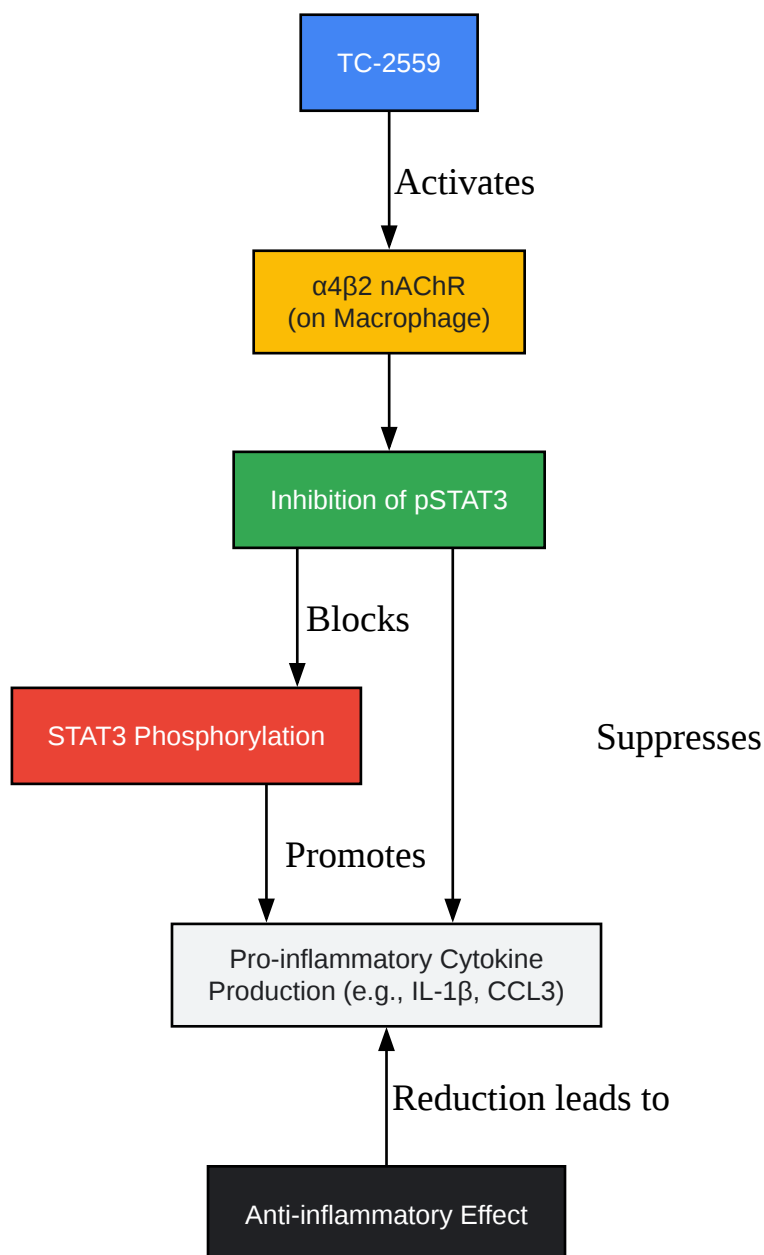 TC-2559
Activates
α4β2 nAChR
(on Macrophage)
Inhibition of pSTAT3
Blocks
STAT3 Phosphorylation
Suppresses
Promotes
Pro-inflammatory Cytokine
Production (e.g., IL-1β, CCL3)
Reduction leads to
Anti-inflammatory Effect